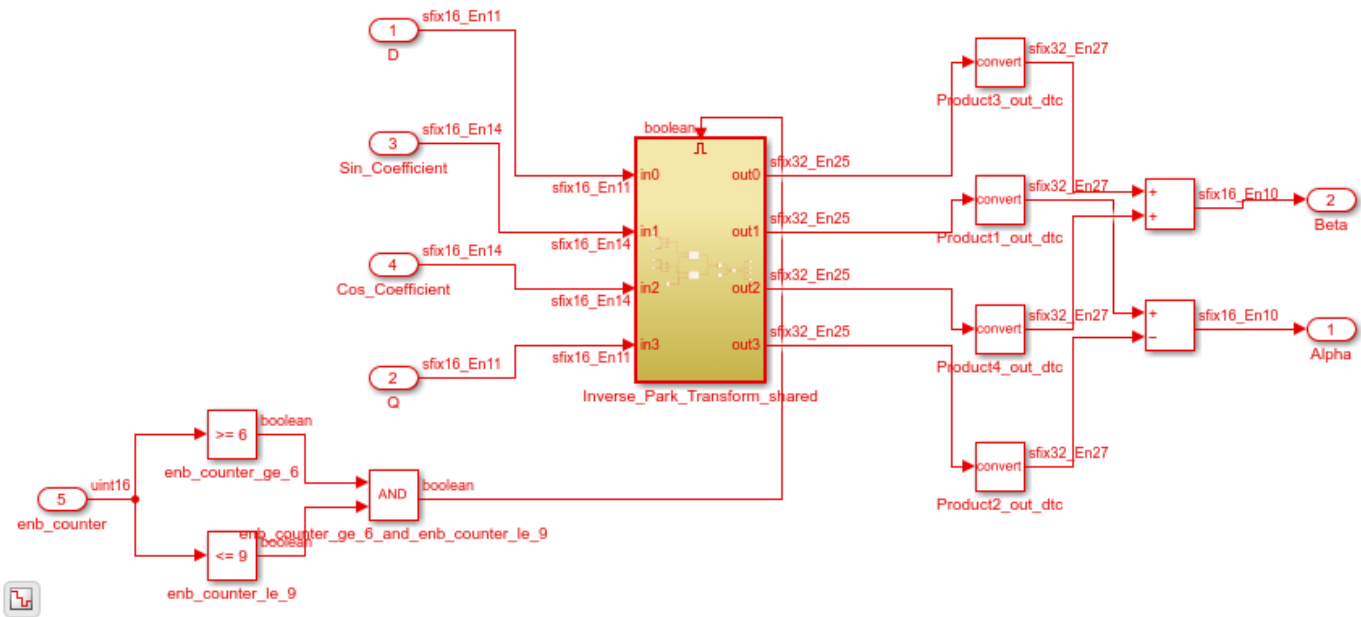 1
sfix16_En11
D
3
sfix16_En14
Sin_Coefficient
4
sfix16_En14
Cos_Coefficient
2
sfix16_En11
Q
boolean
in0
sfix16_En11
in1
sfix16_En14
in2
sfix16_En14
in3
sfix16_En11
out0
sfix32_En25
out1
sfix32_En25
out2
sfix32_En25
out3
sfix32_En25
Inverse_Park_Transform_shared
convert
sfix32_En27
Product3_out_dtc
convert
sfix32_En27
Product1_out_dtc
convert
sfix32_En27
Product4_out_dtc
convert
sfix32_En27
Product2_out_dtc
+
+
sfix16_En10
2
Beta
+
−
sfix16_En10
1
Alpha
5
uint16
enb_counter
>= 6
boolean
enb_counter_ge_6
<= 9
boolean
enb_counter_le_9
AND
boolean
enb_counter_ge_6_and_enb_counter_le_9